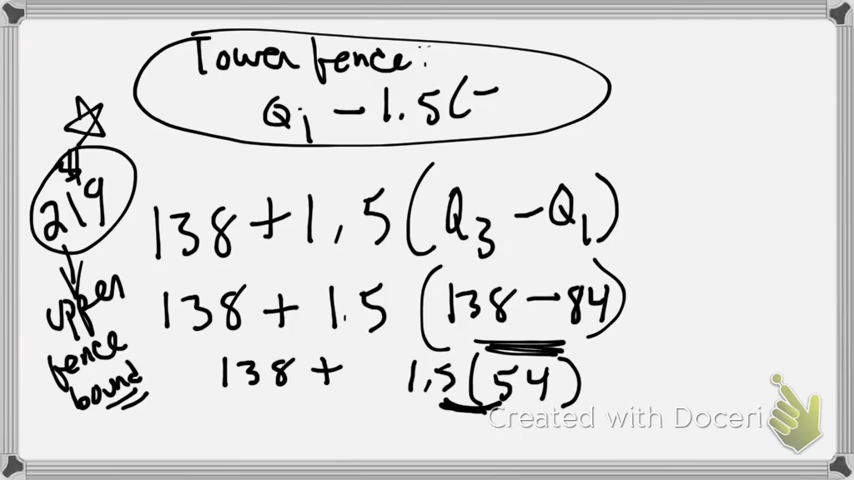 Lower fence:
Q1 - 1.5(-
219
upper
fence
bound
138 + 1.5 (Q3 - Q1)
138 + 1.5 (138 - 84)
138 + 1.5 (54)
Created with Doceri